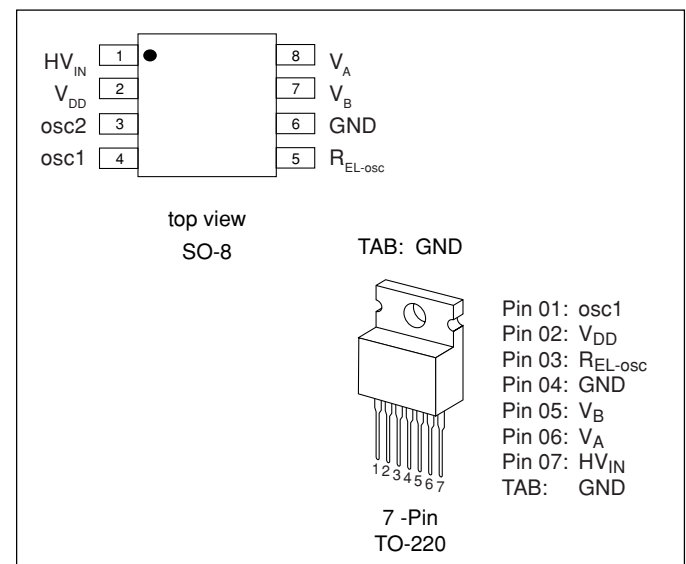 HV_IN 1 8 V_A
V_DD 2 7 V_B
osc2 3 6 GND
osc1 4 5 R_EL-osc
top view
SO-8
TAB: GND
Pin 01: osc1
Pin 02: V_DD
Pin 03: R_EL-osc
Pin 04: GND
Pin 05: V_B
Pin 06: V_A
Pin 07: HV_IN
TAB: GND
1 2 3 4 5 6 7
7 -Pin
TO-220